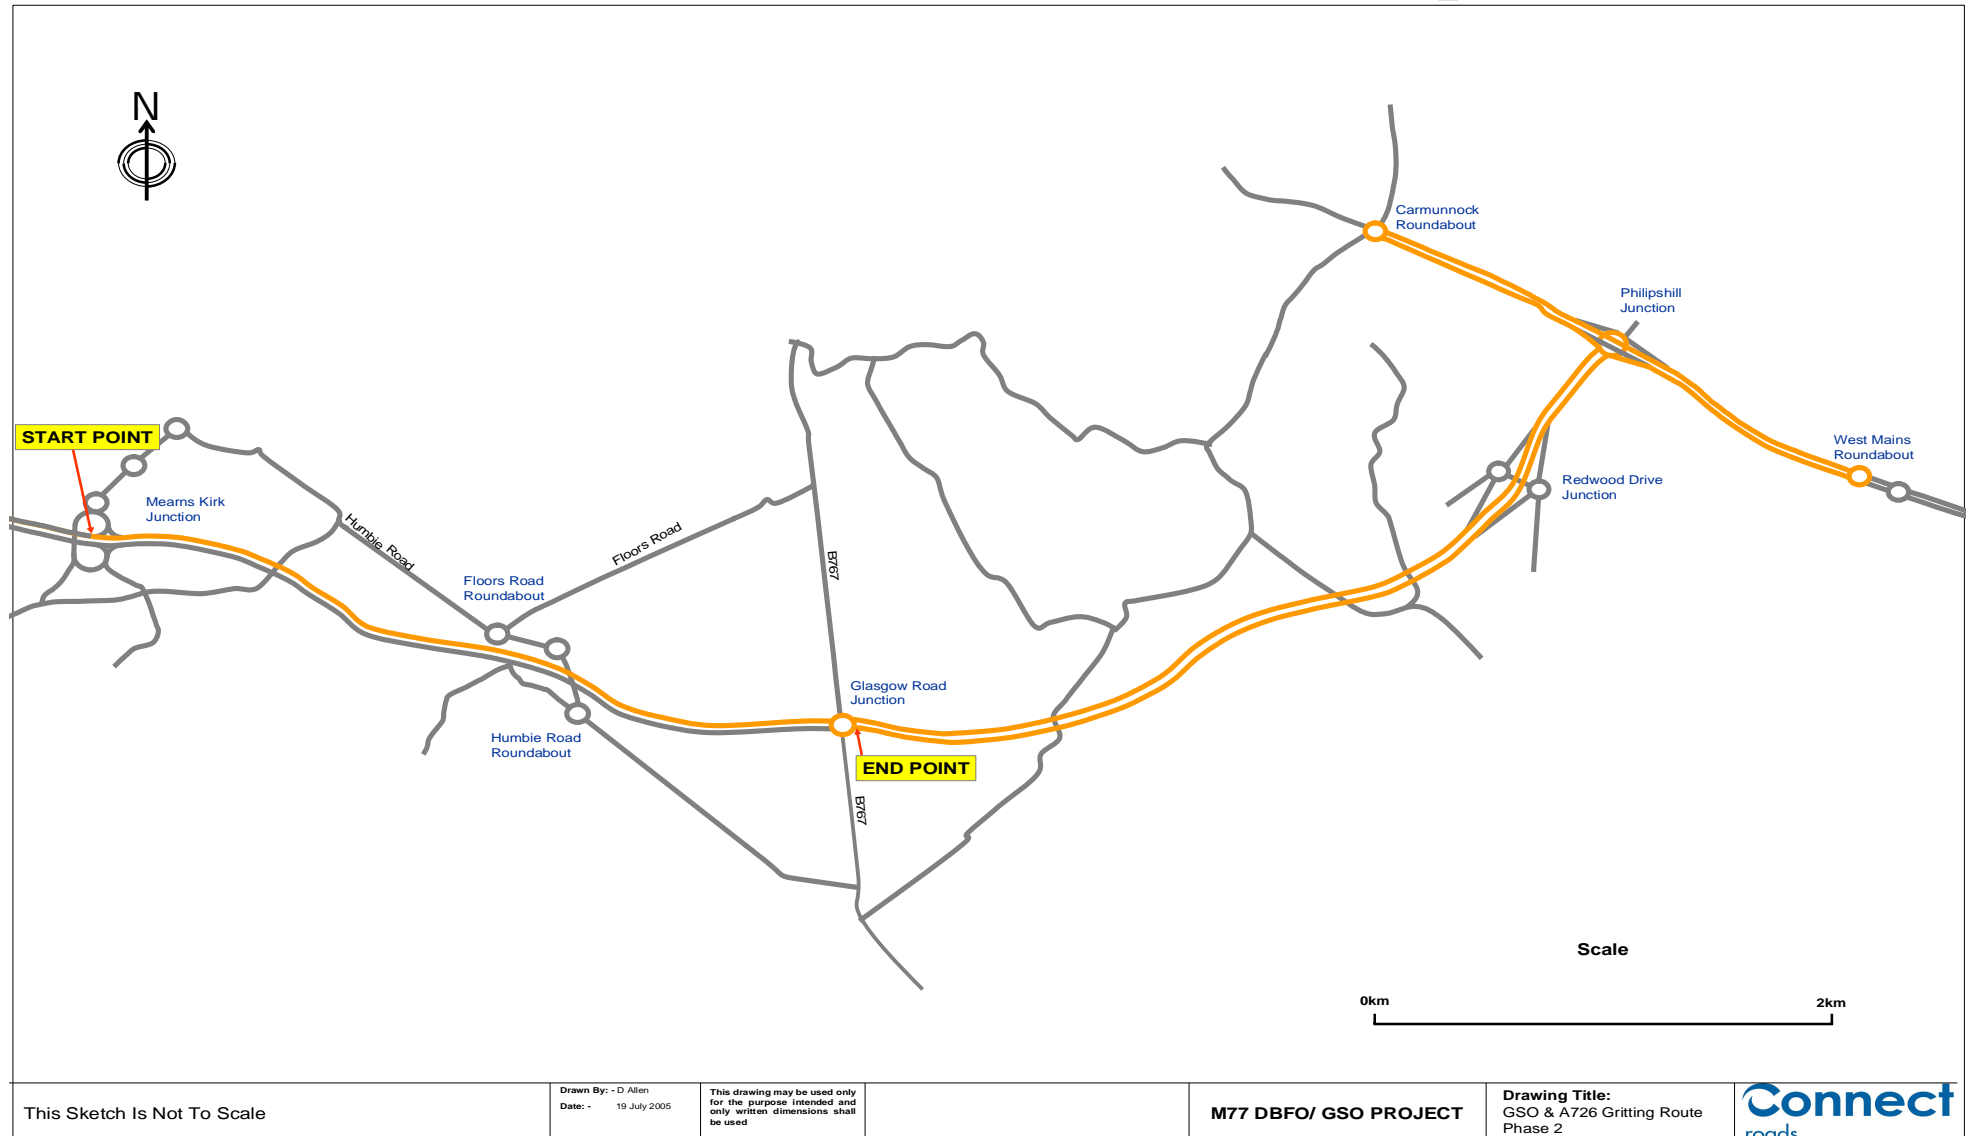 N
Carmunnock
Roundabout
Philipshill
Junction
START POINT
West Mains
Roundabout
Mearns Kirk
Junction
Redwood Drive
Junction
Humbie Road
Floors Road
B767
Floors Road
Roundabout
Glasgow Road
Junction
Humbie Road
Roundabout
END POINT
B767
Scale
0km
2km
This Sketch Is Not To Scale
Drawn By: - D Allen
Date: - 19 July 2005
This drawing may be used only
for the purpose intended and
only written dimensions shall
be used
M77 DBFO/ GSO PROJECT
Drawing Title:
GSO & A726 Gritting Route
Phase 2
Connect
roads